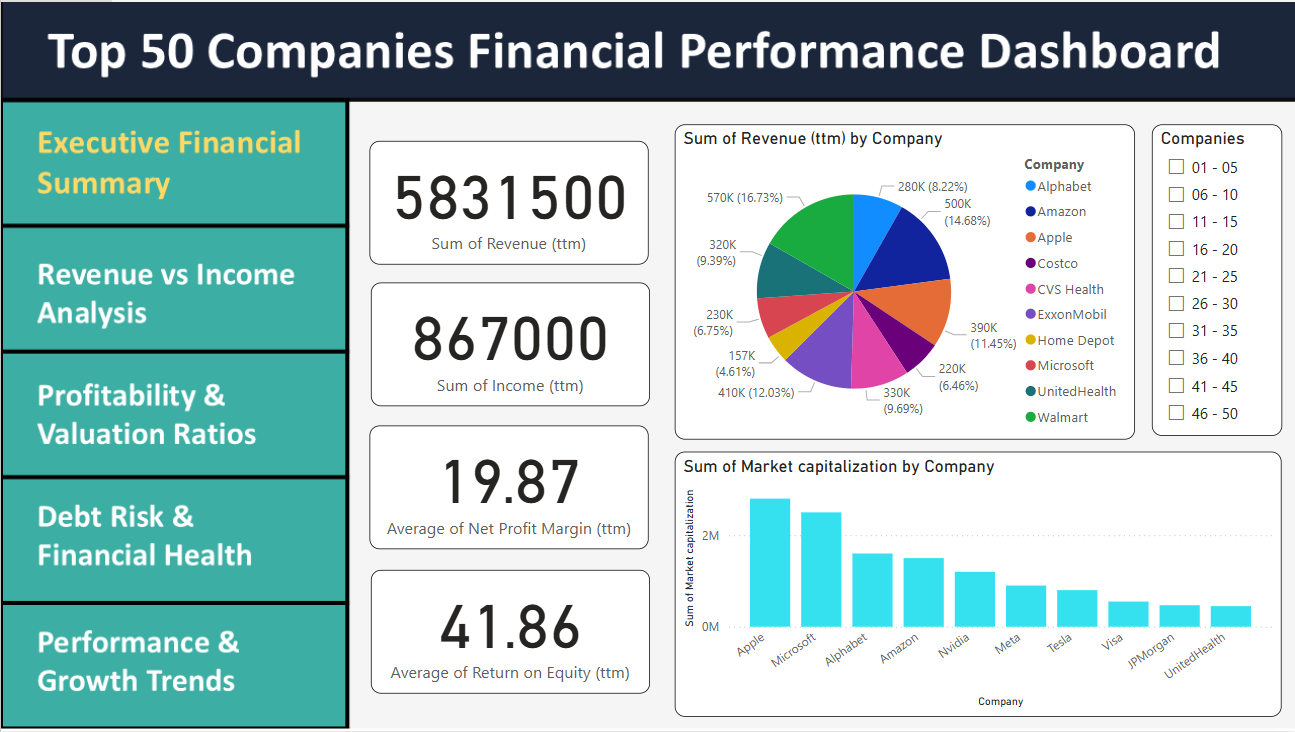 Top 50 Companies Financial Performance Dashboard
Executive Financial
Summary
Revenue vs Income
Analysis
Profitability &
Valuation Ratios
Debt Risk &
Financial Health
Performance &
Growth Trends
5831500
Sum of Revenue (ttm)
867000
Sum of Income (ttm)
19.87
Average of Net Profit Margin (ttm)
41.86
Average of Return on Equity (ttm)
Sum of Revenue (ttm) by Company
280K (8.22%)
500K
(14.68%)
390K
(11.45%)
220K
(6.46%)
330K
(9.69%)
410K (12.03%)
157K
(4.61%)
230K
(6.75%)
320K
(9.39%)
570K (16.73%)
Company
Alphabet
Amazon
Apple
Costco
CVS Health
ExxonMobil
Home Depot
Microsoft
UnitedHealth
Walmart
Companies
01 - 05
06 - 10
11 - 15
16 - 20
21 - 25
26 - 30
31 - 35
36 - 40
41 - 45
46 - 50
Sum of Market capitalization by Company
Sum of Market capitalization
2M
0M
Apple
Microsoft
Alphabet
Amazon
Nvidia
Meta
Tesla
Visa
JPMorgan
UnitedHealth
Company